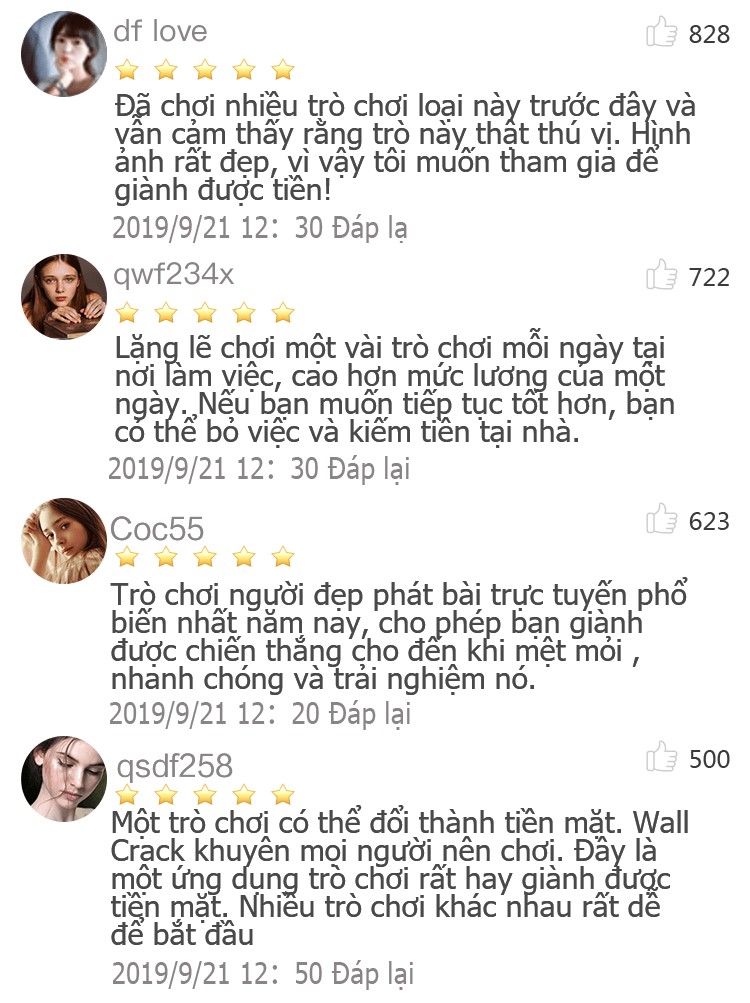 df love
828
Đã chơi nhiều trò chơi loại này trước đây và
vẫn cảm thấy rằng trò này thật thú vị. Hình
ảnh rất đẹp, vì vậy tôi muốn tham gia để
giành được tiền!
2019/9/21 12：30 Đáp lạ
qwf234x
722
Lặng lẽ chơi một vài trò chơi mỗi ngày tại
nơi làm việc, cao hơn mức lương của một
ngày. Nếu bạn muốn tiếp tục tốt hơn, bạn
có thể bỏ việc và kiếm tiền tại nhà.
2019/9/21 12：30 Đáp lại
Coc55
623
Trò chơi người đẹp phát bài trực tuyến phổ
biến nhất năm nay, cho phép bạn giành
được chiến thắng cho đến khi mệt mỏi ,
nhanh chóng và trải nghiệm nó.
2019/9/21 12：20 Đáp lại
qsdf258
500
Một trò chơi có thể đổi thành tiền mặt. Wall
Crack khuyên mọi người nên chơi. Đây là
một ứng dụng trò chơi rất hay giành được
tiền mặt. Nhiều trò chơi khác nhau rất dễ
để bắt đầu
2019/9/21 12：50 Đáp lại